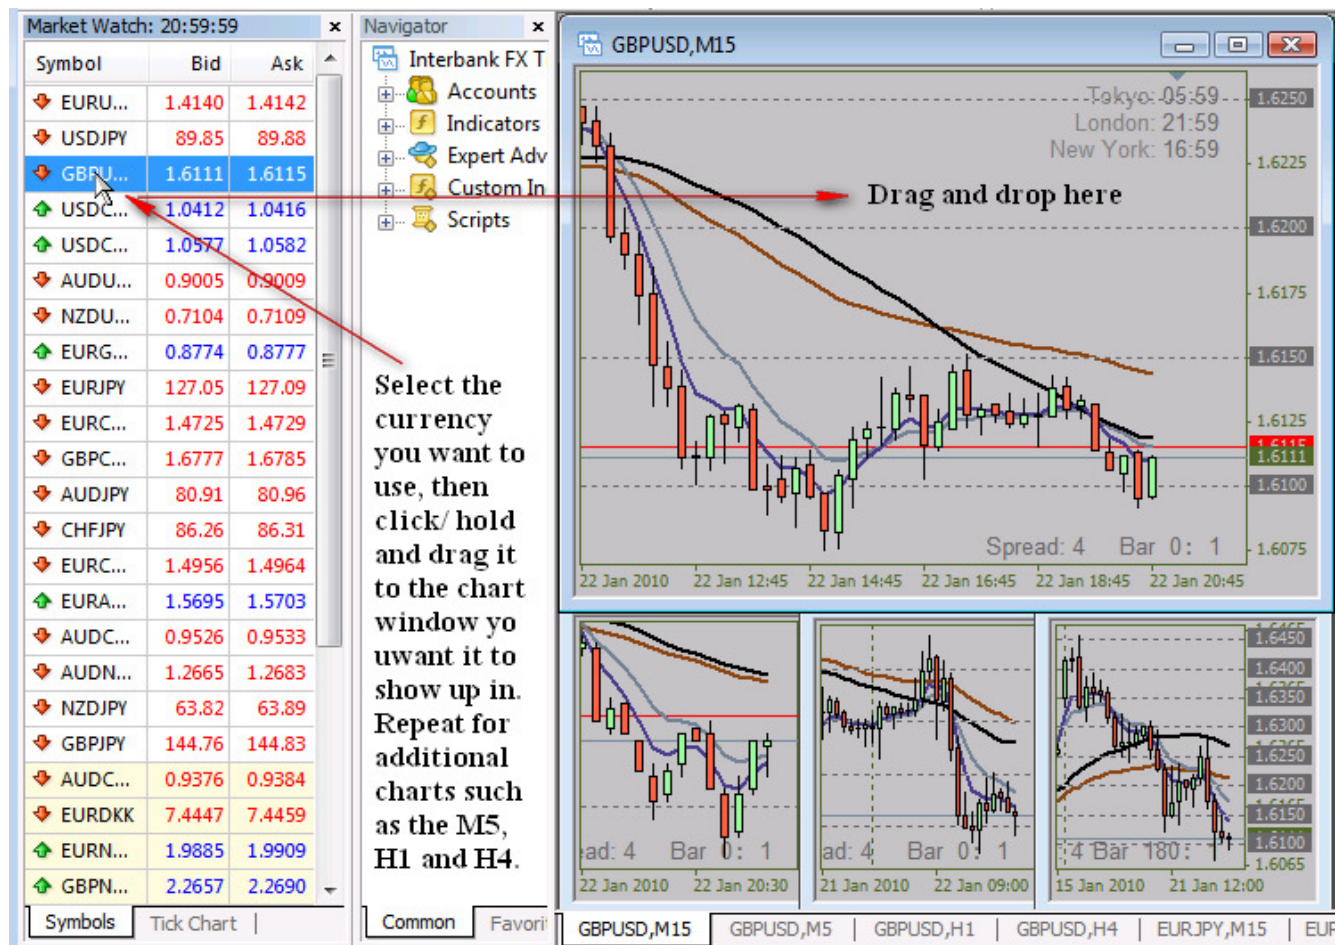 Market Watch: 20:59:59
Symbol Bid Ask
EURU... 1.4140 1.4142
USDJPY 89.85 89.88
GBPU... 1.6111 1.6115
USDC... 1.0412 1.0416
USDC... 1.0577 1.0582
AUDU... 0.9005 0.9009
NZDU... 0.7104 0.7109
EURG... 0.8774 0.8777
EURJPY 127.05 127.09
EURC... 1.4725 1.4729
GBPC... 1.6777 1.6785
AUDJPY 80.91 80.96
CHFJPY 86.26 86.31
EURC... 1.4956 1.4964
EURA... 1.5695 1.5703
AUDC... 0.9526 0.9533
AUDN... 1.2665 1.2683
NZDJPY 63.82 63.89
GBPJPY 144.76 144.83
AUDC... 0.9376 0.9384
EURDKK 7.4447 7.4459
EURN... 1.9885 1.9909
GBPN... 2.2657 2.2690
Symbols Tick Chart
Navigator
Interbank FX T
Accounts
Indicators
Expert Adv
Custom In
Scripts
Select the
currency
you want to
use, then
click/ hold
and drag it
to the chart
window yo
uwant it to
show up in.
Repeat for
additional
charts such
as the M5,
H1 and H4.
Common Favori
GBPUSD,M15
Tokyo: 05:59
London: 21:59
New York: 16:59
Drag and drop here
1.6250
1.6225
1.6200
1.6175
1.6150
1.6125
1.6115
1.6111
1.6100
1.6075
Spread: 4 Bar 0: 1
22 Jan 2010 22 Jan 12:45 22 Jan 14:45 22 Jan 16:45 22 Jan 18:45 22 Jan 20:45
ead: 4 Bar 0: 1
22 Jan 2010 22 Jan 20:30
ad: 4 Bar 0: 1
21 Jan 2010 22 Jan 09:00
1.6450
1.6400
1.6350
1.6300
1.6250
1.6200
1.6150
1.6100
1.6065
4 Bar 180:
15 Jan 2010 21 Jan 12:00
GBPUSD,M15 GBPUSD,M5 GBPUSD,H1 GBPUSD,H4 EURJPY,M15 EUR